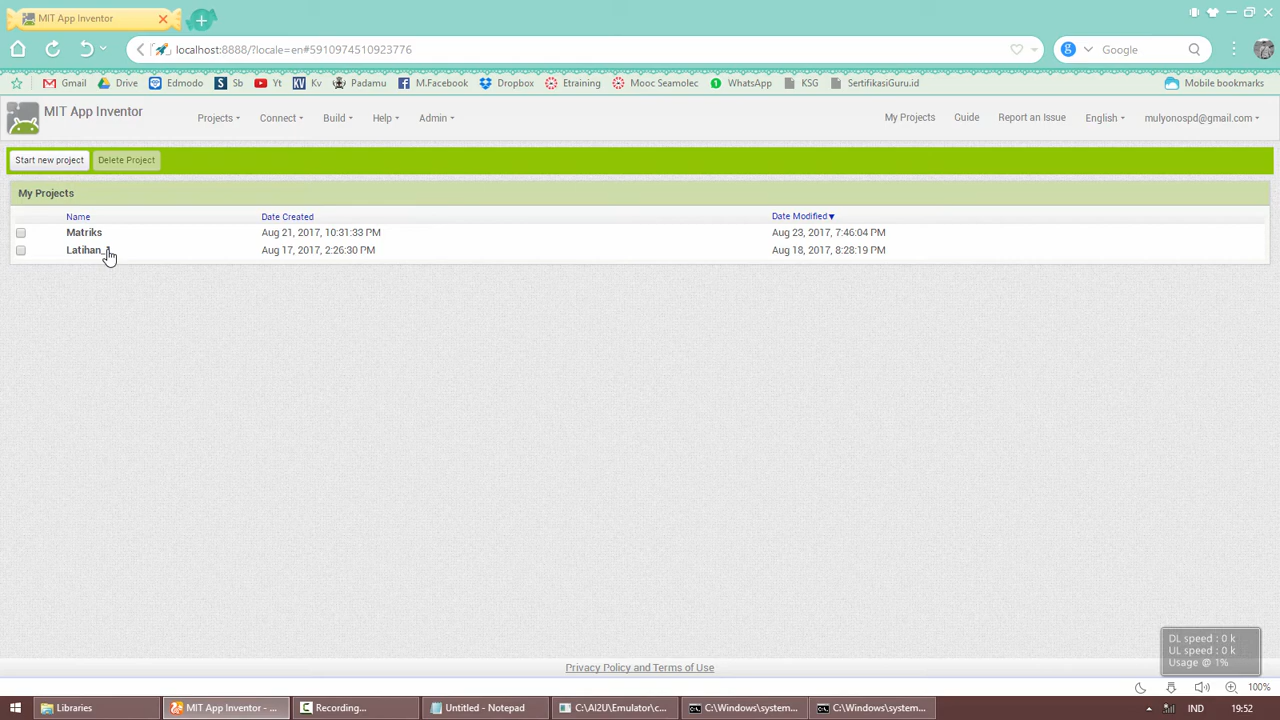 MIT App Inventor
localhost:8888/?locale=en#5910974510923776
Google
Gmail Drive Edmodo Sb Yt Kv Padamu M.Facebook Dropbox Etraining Mooc Seamolec WhatsApp KSG SertifikasiGuru.id Mobile bookmarks
MIT App Inventor
Projects Connect Build Help Admin My Projects Guide Report an Issue English mulyonospd@gmail.com
Start new project Delete Project
My Projects
Name Date Created Date Modified
Matriks Aug 21, 2017, 10:31:33 PM Aug 23, 2017, 7:46:04 PM
Latihan_1 Aug 17, 2017, 2:26:30 PM Aug 18, 2017, 8:28:19 PM
DL speed : 0 k
UL speed : 0 k
Usage @ 1%
Privacy Policy and Terms of Use
100%
Libraries MIT App Inventor - ... Recording... Untitled - Notepad C:\AI2U\Emulator\c... C:\Windows\system... C:\Windows\system... IND 19:52